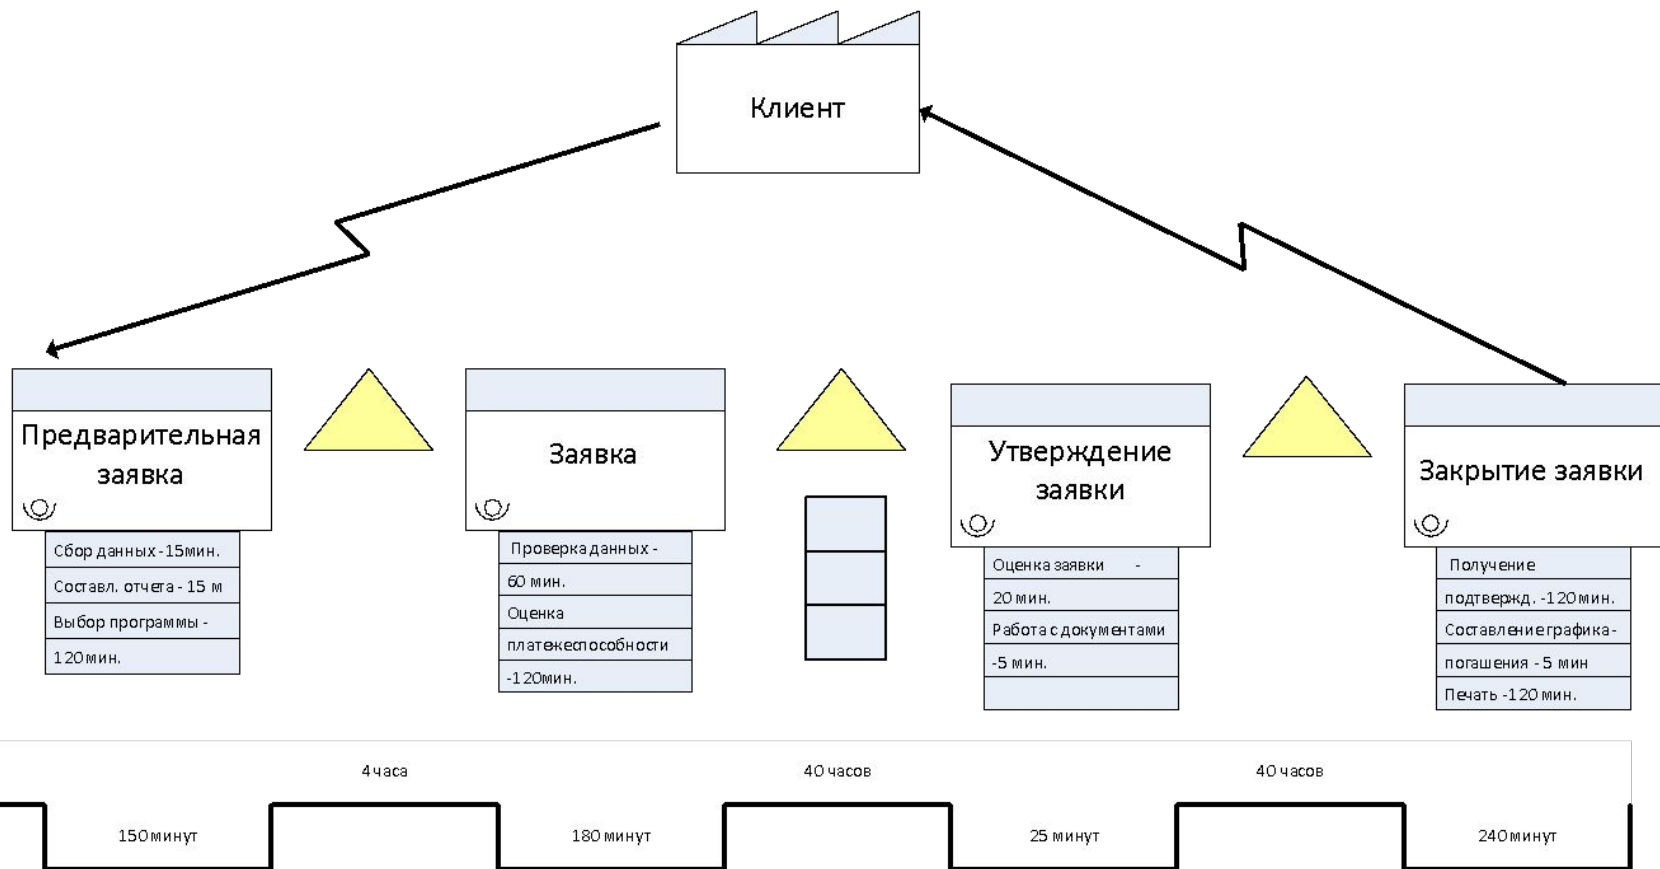 Клиент
Предварительная
заявка
Сбор данных -15мин.
Составл. отчета - 15 м
Выбор программы -
120мин.
Заявка
Проверка данных -
60 мин.
Оценка
платежеспособности
-120мин.
Утверждение
заявки
Оценка заявки -
20 мин.
Работа с документами
-5 мин.
Закрытие заявки
Получение
подтвержд. -120мин.
Составление графика-
погашения - 5 мин
Печать -120 мин.
4 часа
40 часов
40 часов
150 минут
180 минут
25 минут
240 минут